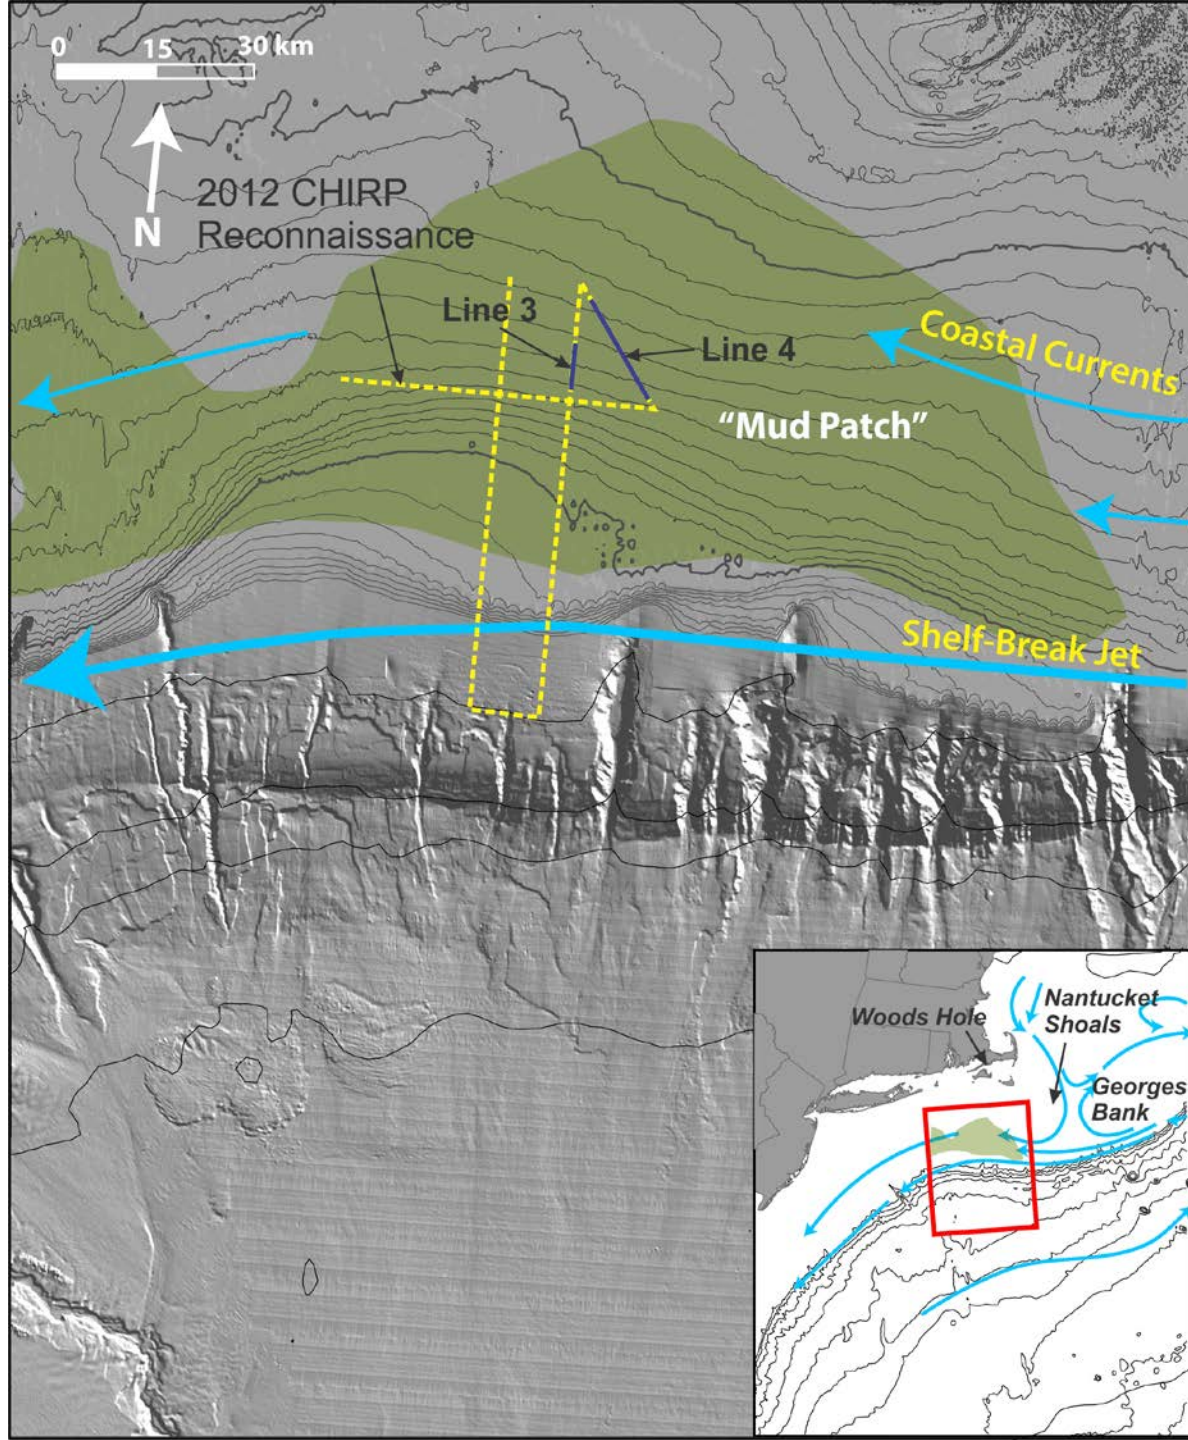 0 15 30 km
N
2012 CHIRP
Reconnaissance
Line 3
Line 4
Coastal Currents
“Mud Patch”
Shelf-Break Jet
Woods Hole
Nantucket
Shoals
Georges
Bank